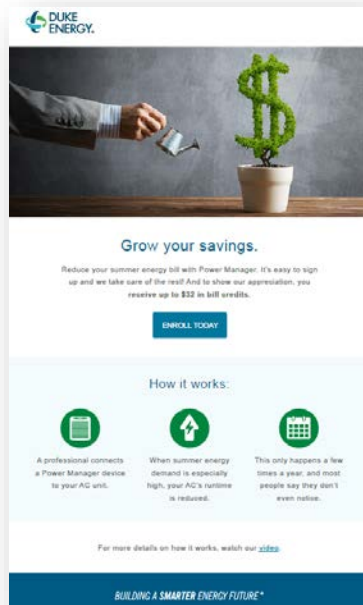 DUKE
ENERGY®
Grow your savings.
Reduce your summer energy bill with Power Manager. It's easy to sign
up and we take care of the rest! And to show our appreciation, you
receive up to $32 in bill credits.
ENROLL TODAY
How it works:
A professional connects
a Power Manager device
to your AC unit.
When summer energy
demand is especially
high, your AC's runtime
is reduced.
This only happens a few
times a year, and most
people say they don't
even notice.
For more details on how it works, watch our video.
BUILDING A SMARTER ENERGY FUTURE®